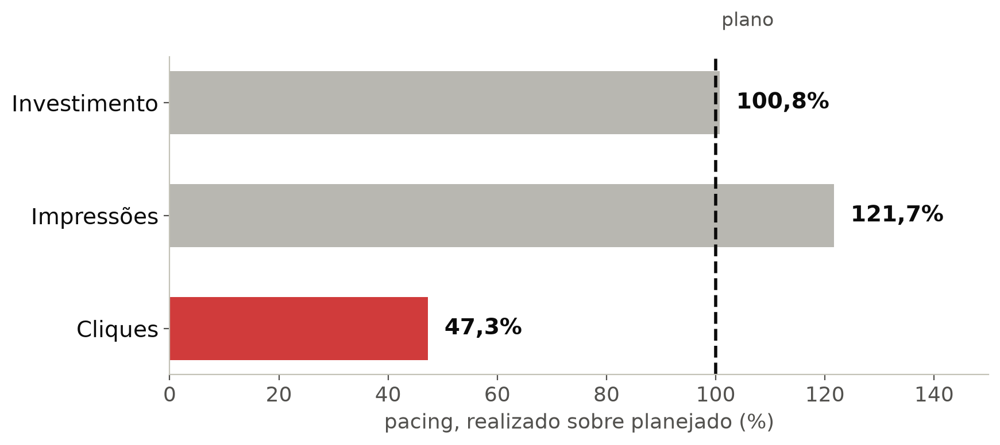 plano
Investimento
100,8%
Impressões
121,7%
Cliques
47,3%
0 20 40 60 80 100 120 140
pacing, realizado sobre planejado (%)